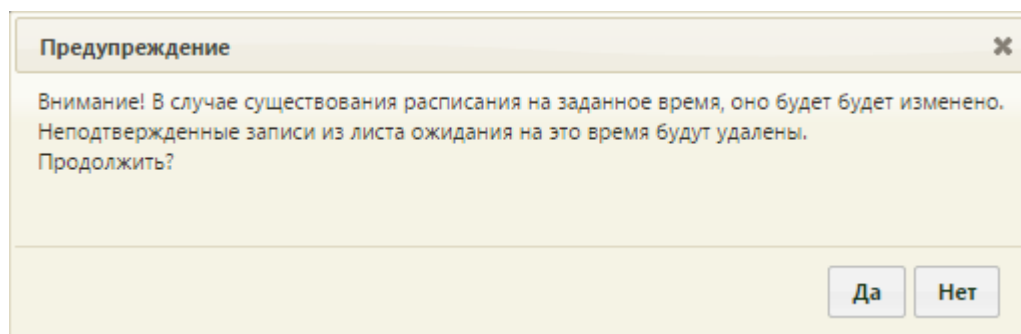 Предупреждение
Внимание! В случае существования расписания на заданное время, оно будет будет изменено.
Неподтвержденные записи из листа ожидания на это время будут удалены.
Продолжить?
Да
Нет